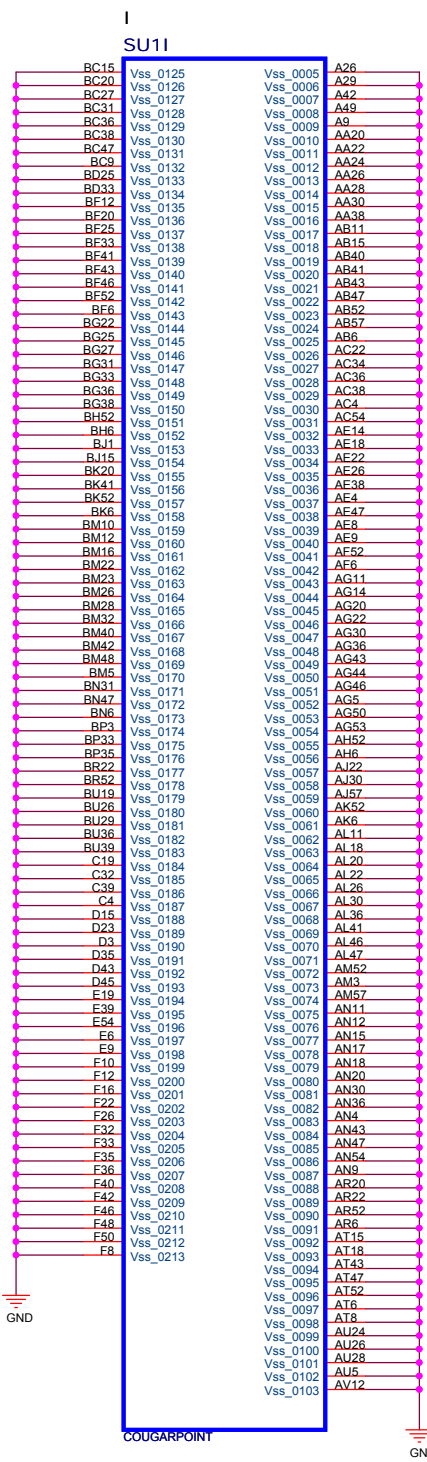 I
SU1I
BC15 Vss_0125 Vss_0005 A26
BC20 Vss_0126 Vss_0006 A29
BC27 Vss_0127 Vss_0007 A42
BC31 Vss_0128 Vss_0008 A49
BC36 Vss_0129 Vss_0009 A9
BC38 Vss_0130 Vss_0010 AA20
BC47 Vss_0131 Vss_0011 AA22
BC9 Vss_0132 Vss_0012 AA24
BD25 Vss_0133 Vss_0013 AA26
BD33 Vss_0134 Vss_0014 AA28
BF12 Vss_0135 Vss_0015 AA30
BF20 Vss_0136 Vss_0016 AA38
BF25 Vss_0137 Vss_0017 AB11
BF33 Vss_0138 Vss_0018 AB15
BF41 Vss_0139 Vss_0019 AB40
BF43 Vss_0140 Vss_0020 AB41
BF46 Vss_0141 Vss_0021 AB43
BF52 Vss_0142 Vss_0022 AB47
BF6 Vss_0143 Vss_0023 AB52
BG22 Vss_0144 Vss_0024 AB57
BG25 Vss_0145 Vss_0025 AB6
BG27 Vss_0146 Vss_0026 AC22
BG31 Vss_0147 Vss_0027 AC34
BG33 Vss_0148 Vss_0028 AC36
BG36 Vss_0149 Vss_0029 AC38
BG38 Vss_0150 Vss_0030 AC4
BH52 Vss_0151 Vss_0031 AC54
BH6 Vss_0152 Vss_0032 AE14
BJ1 Vss_0153 Vss_0033 AE18
BJ15 Vss_0154 Vss_0034 AE22
BK20 Vss_0155 Vss_0035 AE26
BK41 Vss_0156 Vss_0036 AE38
BK52 Vss_0157 Vss_0037 AE4
BK6 Vss_0158 Vss_0038 AE47
BM10 Vss_0159 Vss_0039 AE8
BM12 Vss_0160 Vss_0040 AE9
BM16 Vss_0161 Vss_0041 AF52
BM22 Vss_0162 Vss_0042 AF6
BM23 Vss_0163 Vss_0043 AG11
BM26 Vss_0164 Vss_0044 AG14
BM28 Vss_0165 Vss_0045 AG20
BM32 Vss_0166 Vss_0046 AG22
BM40 Vss_0167 Vss_0047 AG30
BM42 Vss_0168 Vss_0048 AG36
BM48 Vss_0169 Vss_0049 AG43
BM5 Vss_0170 Vss_0050 AG44
BN31 Vss_0171 Vss_0051 AG46
BN47 Vss_0172 Vss_0052 AG5
BN6 Vss_0173 Vss_0053 AG50
BP3 Vss_0174 Vss_0054 AG53
BP33 Vss_0175 Vss_0055 AH52
BP35 Vss_0176 Vss_0056 AH6
BR22 Vss_0177 Vss_0057 AJ22
BR52 Vss_0178 Vss_0058 AJ30
BU19 Vss_0179 Vss_0059 AJ57
BU26 Vss_0180 Vss_0060 AK52
BU29 Vss_0181 Vss_0061 AK6
BU36 Vss_0182 Vss_0062 AL11
BU39 Vss_0183 Vss_0063 AL18
C19 Vss_0184 Vss_0064 AL20
C32 Vss_0185 Vss_0065 AL22
C39 Vss_0186 Vss_0066 AL26
C4 Vss_0187 Vss_0067 AL30
D15 Vss_0188 Vss_0068 AL36
D23 Vss_0189 Vss_0069 AL41
D3 Vss_0190 Vss_0070 AL46
D35 Vss_0191 Vss_0071 AL47
D43 Vss_0192 Vss_0072 AM52
D45 Vss_0193 Vss_0073 AM3
E19 Vss_0194 Vss_0074 AM57
E39 Vss_0195 Vss_0075 AN11
E54 Vss_0196 Vss_0076 AN12
E6 Vss_0197 Vss_0077 AN15
E9 Vss_0198 Vss_0078 AN17
F10 Vss_0199 Vss_0079 AN18
F12 Vss_0200 Vss_0080 AN20
F16 Vss_0201 Vss_0081 AN30
F22 Vss_0202 Vss_0082 AN36
F26 Vss_0203 Vss_0083 AN4
F32 Vss_0204 Vss_0084 AN43
F33 Vss_0205 Vss_0085 AN47
F35 Vss_0206 Vss_0086 AN54
F36 Vss_0207 Vss_0087 AN9
F40 Vss_0208 Vss_0088 AR20
F42 Vss_0209 Vss_0089 AR22
F46 Vss_0210 Vss_0090 AR52
F48 Vss_0211 Vss_0091 AR6
F50 Vss_0212 Vss_0092 AT15
F8 Vss_0213 Vss_0093 AT18
Vss_0094 AT43
Vss_0095 AT47
Vss_0096 AT52
Vss_0097 AT6
Vss_0098 AT8
Vss_0099 AU24
Vss_0100 AU26
Vss_0101 AU28
Vss_0102 AU5
Vss_0103 AV12
GND
COUGARPOINT
GN